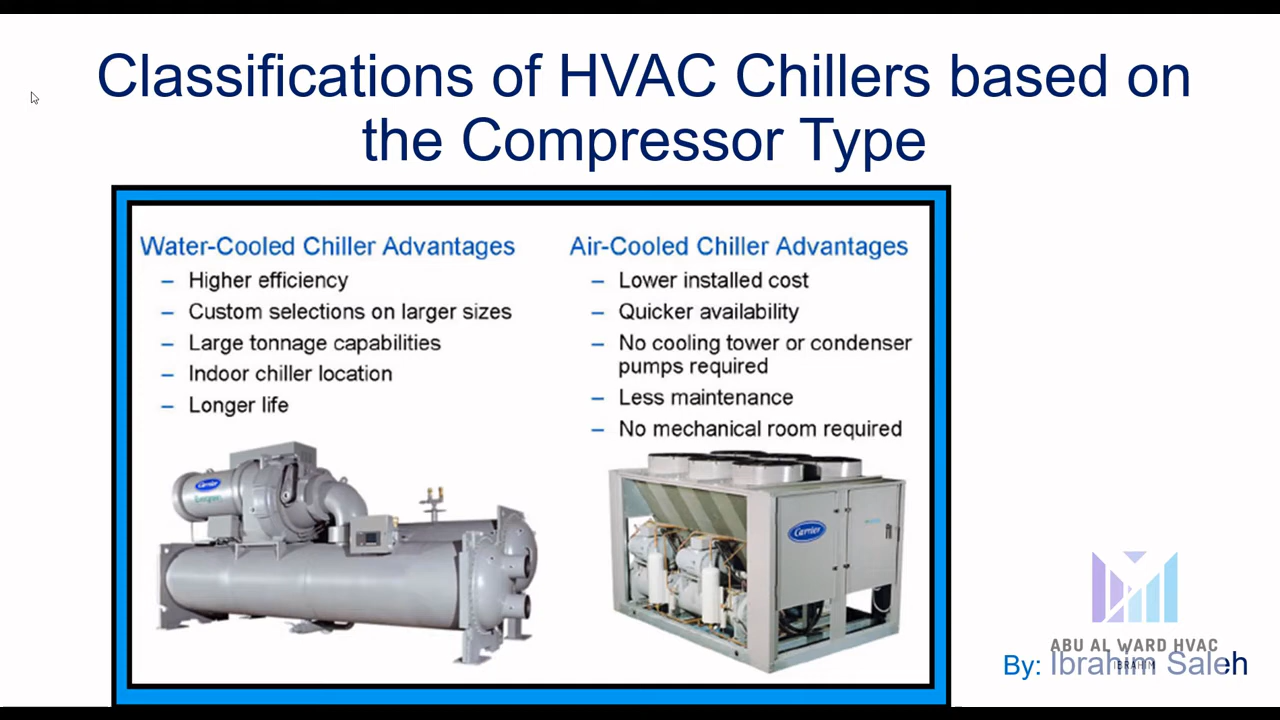 Classifications of HVAC Chillers based on
the Compressor Type
Water-Cooled Chiller Advantages
– Higher efficiency
– Custom selections on larger sizes
– Large tonnage capabilities
– Indoor chiller location
– Longer life
Air-Cooled Chiller Advantages
– Lower installed cost
– Quicker availability
– No cooling tower or condenser
pumps required
– Less maintenance
– No mechanical room required
Carrier
Carrier
ABU AL WARD HVAC
IBRAHIM
By: Ibrahim Saleh